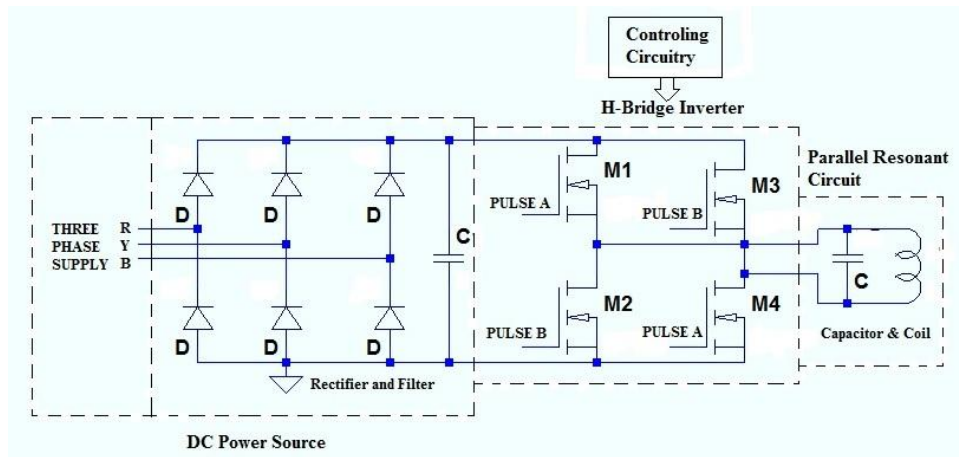 Controling
Circuitry
H-Bridge Inverter
Parallel Resonant
Circuit
M1
M3
PULSE A
PULSE B
D D D
C
THREE R
PHASE Y
SUPPLY B
C
M2
M4
PULSE B
PULSE A
D D D
Capacitor & Coil
Rectifier and Filter
DC Power Source